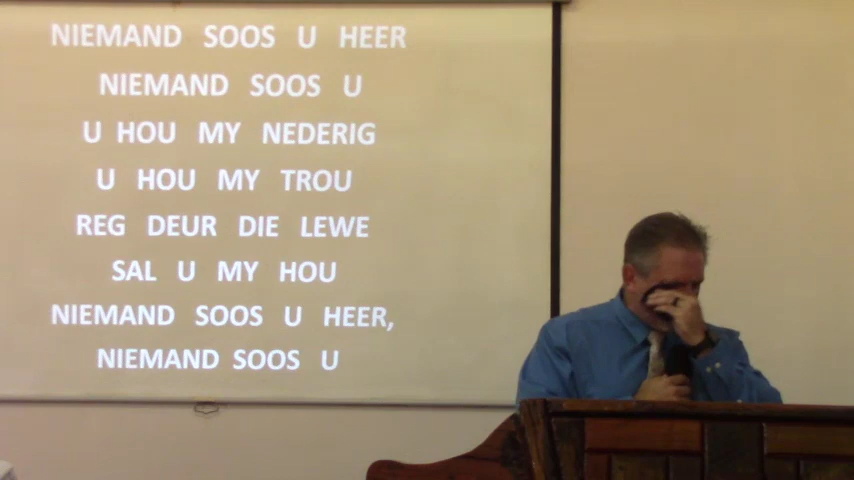 NIEMAND SOOS U HEER
NIEMAND SOOS U
U HOU MY NEDERIG
U HOU MY TROU
REG DEUR DIE LEWE
SAL U MY HOU
NIEMAND SOOS U HEER,
NIEMAND SOOS U